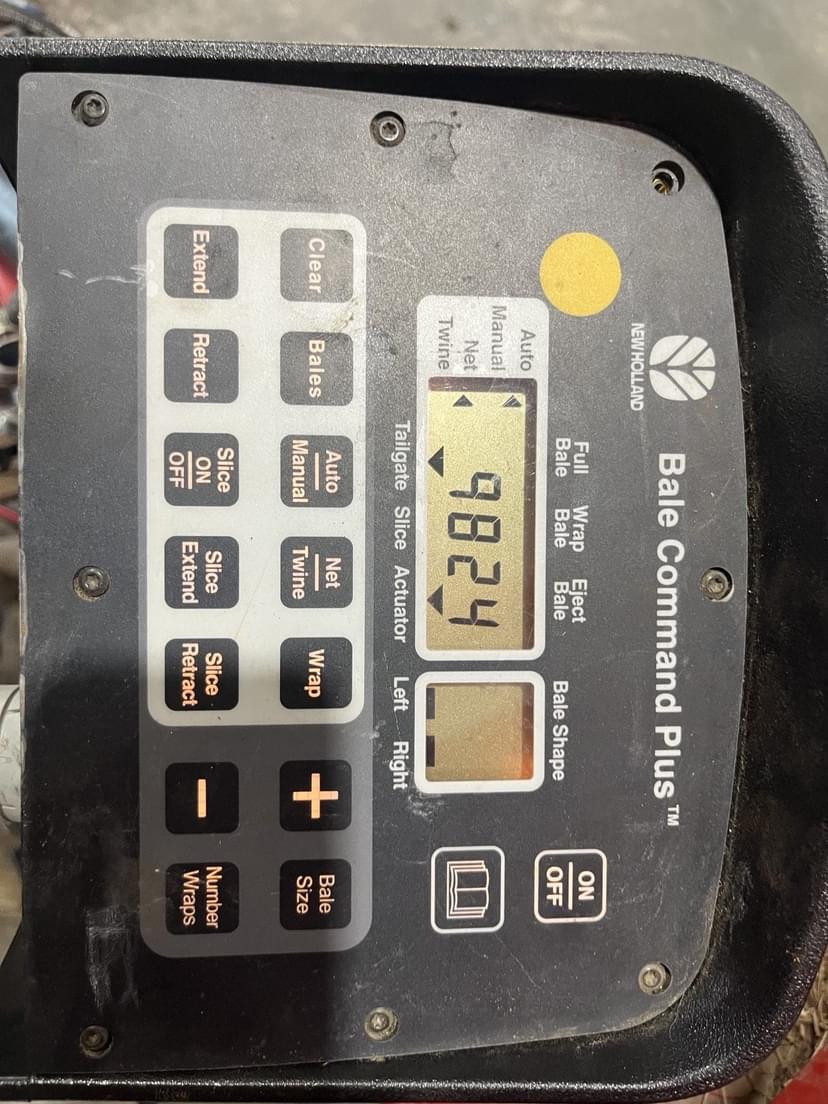 NEW HOLLAND
Bale Command Plus™
Full Bale
Wrap Bale
Eject Bale
Bale Shape
Auto
Manual
Net
Twine
9824
Tailgate Slice Actuator
Left Right
ON
OFF
Clear
Bales
Auto
Manual
Net
Twine
Wrap
+
Bale
Size
Extend
Retract
Slice
ON
OFF
Slice
Extend
Slice
Retract
−
Number
Wraps